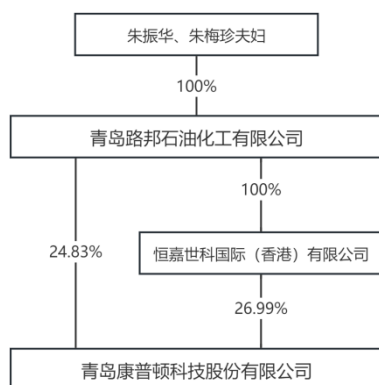 朱振华、朱梅珍夫妇
100%
青岛路邦石油化工有限公司
100%
24.83%
恒嘉世科国际（香港）有限公司
26.99%
青岛康普顿科技股份有限公司